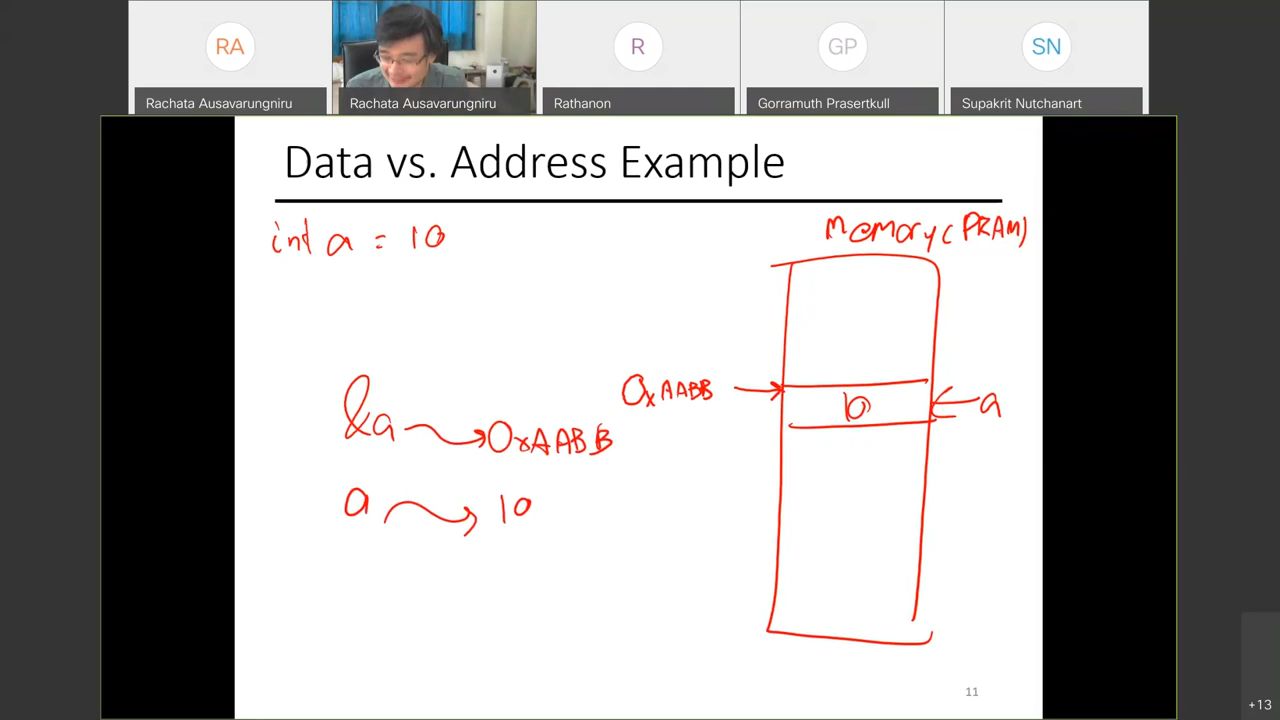 RA
R
GP
SN
Rachata Ausavarungniru
Rachata Ausavarungniru
Rathanon
Gorramuth Prasertkull
Supakrit Nutchanart
Data vs. Address Example
int a = 10
Memory (DRAM)
0xAABB
10
a
&a 0xAABB
a 10
11
+13